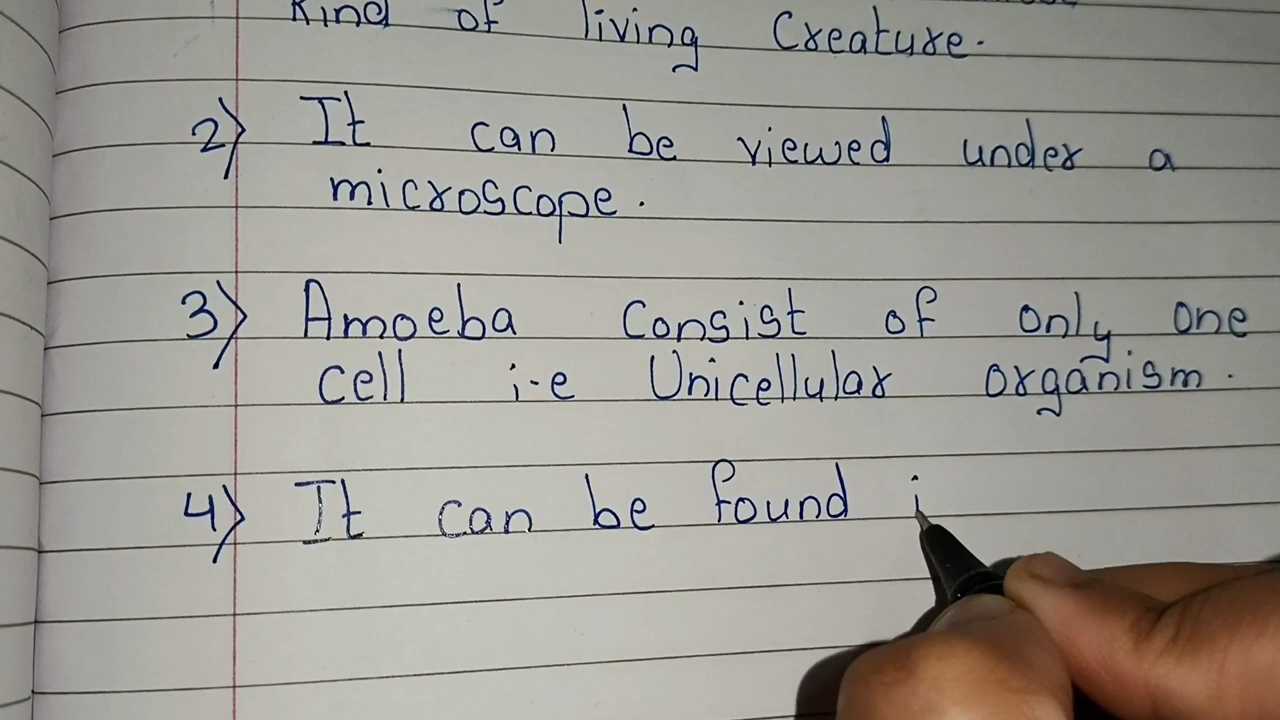 Kind of living Creature.
2) It can be viewed under a
microscope.
3) Amoeba Consist of only one
cell i-e Unicellular organism.
4) It can be found i